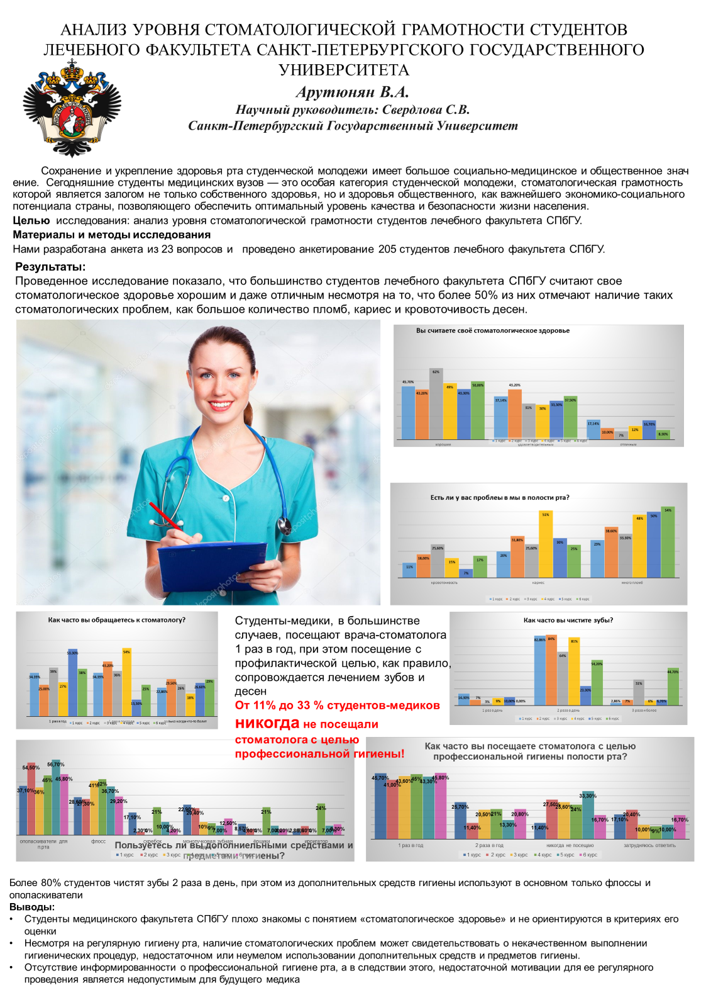 АНАЛИЗ УРОВНЯ СТОМАТОЛОГИЧЕСКОЙ ГРАМОТНОСТИ СТУДЕНТОВ
ЛЕЧЕБНОГО ФАКУЛЬТЕТА САНКТ-ПЕТЕРБУРГСКОГО ГОСУДАРСТВЕННОГО
УНИВЕРСИТЕТА
Арутюнян В.А.
Научный руководитель: Свердлова С.В.
Санкт-Петербургский Государственный Университет
Сохранение и укрепление здоровья рта студенческой молодежи имеет большое социально-медицинское и общественное знач
ение. Сегодняшние студенты медицинских вузов — это особая категория студенческой молодежи, стоматологическая грамотность
которой является залогом не только собственного здоровья, но и здоровья общественного, как важнейшего экономико-социального
потенциала страны, позволяющего обеспечить оптимальный уровень качества и безопасности жизни населения.
Целью исследования: анализ уровня стоматологической грамотности студентов лечебного факультета СПбГУ.
Материалы и методы исследования
Нами разработана анкета из 23 вопросов и проведено анкетирование 205 студентов лечебного факультета СПбГУ.
Результаты:
Проведенное исследование показало, что большинство студентов лечебного факультета СПбГУ считают свое
стоматологическое здоровье хорошим и даже отличным несмотря на то, что более 50% из них отмечают наличие таких
стоматологических проблем, как большое количество пломб, кариес и кровоточивость десен.
Вы считаете своё стоматологическое здоровье
45,70% 43,20% 62% 49% 43,30% 50,00%
37,14% 43,20% 31% 30% 33,30% 37,50%
17,14% 10,00% 7% 12% 16,70% 8,30%
хорошим удовлетворительным отличным
1 курс 2 курс 3 курс 4 курс 5 курс 6 курс
Есть ли у вас проблеы в мы в полости рта?
11% 18,00% 25,60% 15% 7% 17%
20% 31,80% 25,60% 51% 30% 25%
29% 38,60% 33,30% 48% 50% 54%
кровоточивость кариес много пломб
1 курс 2 курс 3 курс 4 курс 5 курс 6 курс
Как часто вы обращаетесь к стоматологу?
34,35% 25,00% 39% 27% 53,30% 38%
34,35% 43,20% 36% 54% 13,30% 25%
22,86% 29,50% 26% 18% 26,60% 29%
1 раз в год 1 раз в полгода только когда что-то болит
1 курс 2 курс 3 курс 4 курс 5 курс 6 курс
Студенты-медики, в большинстве
случаев, посещают врача-стоматолога
1 раз в год, при этом посещение с
профилактической целью, как правило,
сопровождается лечением зубов и
десен
От 11% до 33 % студентов-медиков
никогда не посещали
стоматолога с целью
профессиональной гигиены!
Как часто вы чистите зубы?
14,30% 7% 3% 9% 10,00% 0,00%
82,86% 84% 64% 81% 23,30% 54,20%
2,86% 7% 31% 6% 6,70% 44,70%
1 раз в день 2 раза в день 3 раза и более
1 курс 2 курс 3 курс 4 курс 5 курс 6 курс
37,10% 54,50% 36% 45% 56,70% 45,80%
28,60% 27,30% 41% 42% 36,70% 29,20%
17,10% 2,30% 0% 21% 10,00% 4,20%
22,90% 20,40% 10% 9% 7,00% 12,50%
8,57% 4,60% 0% 21% 7,00% 4,20%
2,86% 6,80% 0% 24% 7,00% 8,30%
ополаскиватели для п.рта флосс скребок монопучковая зубная щетка ёршики ирригатор
Пользуетесь ли вы дополниельными средствами и
предметами гигиены?
1 курс 2 курс 3 курс 4 курс 5 курс 6 курс
Как часто вы посещаете стоматолога с целью
профессиональной гигиены полости рта?
45,70% 41,00% 43,60% 45% 43,30% 45,80%
25,70% 11,40% 20,50% 21% 13,30% 20,80%
11,40% 27,50% 25,60% 24% 33,30% 16,70%
17,10% 20,40% 10,00% 9% 10,00% 16,70%
1 раз в год 2 раза в год никогда не посещаю затрудняюсь ответить
1 курс 2 курс 3 курс 4 курс 5 курс 6 курс
Более 80% студентов чистят зубы 2 раза в день, при этом из дополнительных средств гигиены используют в основном только флоссы и
ополаскиватели
Выводы:
• Студенты медицинского факультета СПбГУ плохо знакомы с понятием «стоматологическое здоровье» и не ориентируются в критериях его
оценки
• Несмотря на регулярную гигиену рта, наличие стоматологических проблем может свидетельствовать о некачественном выполнении
гигиенических процедур, недостаточном или неумелом использовании дополнительных средств и предметов гигиены.
• Отсутствие информированности о профессиональной гигиене рта, а в следствии этого, недостаточной мотивации для ее регулярного
проведения является недопустимым для будущего медика